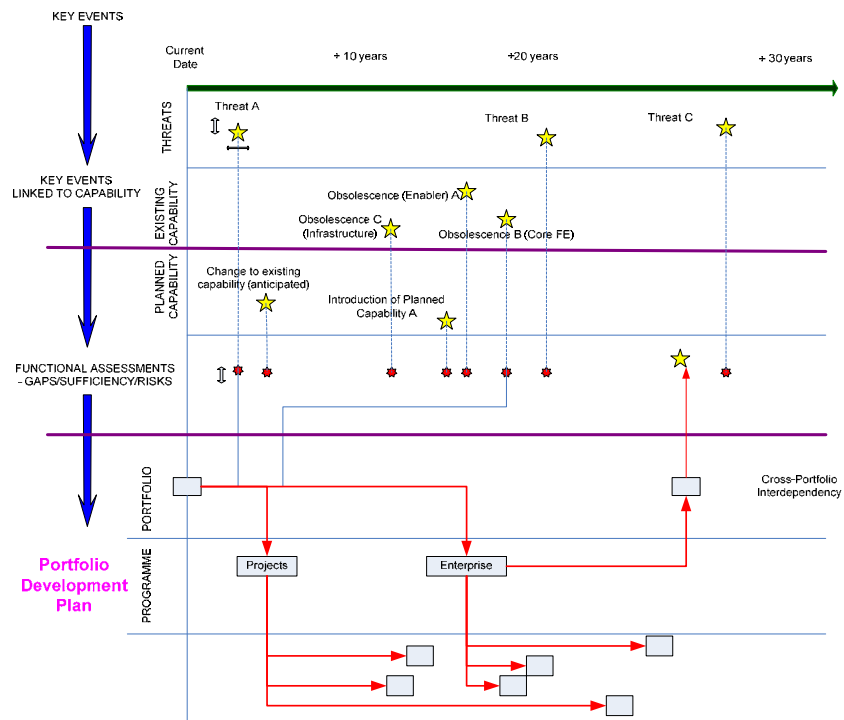 KEY EVENTS
Current
Date
+ 10 years
+20 years
+ 30 years
THREATS
Threat A
Threat B
Threat C
KEY EVENTS
LINKED TO CAPABILITY
EXISTING
CAPABILITY
Obsolescence (Enabler) A
Obsolescence C
(Infrastructure)
Obsolescence B (Core FE)
PLANNED
CAPABILITY
Change to existing
capability (anticipated)
Introduction of Planned
Capability A
FUNCTIONAL ASSESSMENTS
- GAPS/SUFFICIENCY/RISKS
PORTFOLIO
Cross-Portfolio
Interdependency
Portfolio
Development
Plan
PROGRAMME
Projects
Enterprise